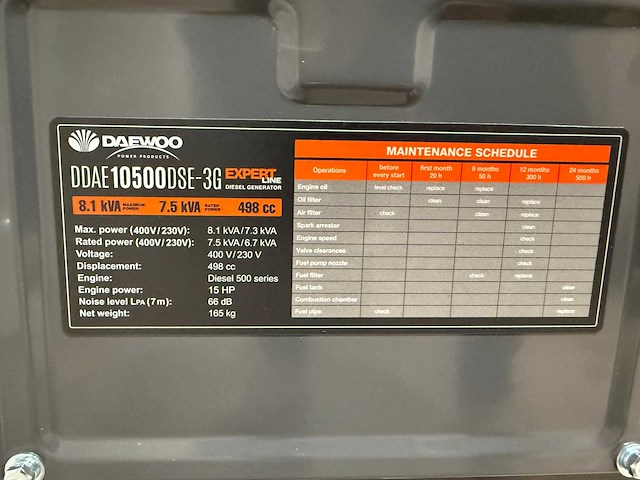 DAEWOO
POWER PRODUCTS
DDAE10500DSE-3G EXPERT LINE
DIESEL GENERATOR
8.1 kVA MAXIMUM POWER 7.5 kVA RATED POWER 498 cc
Max. power (400V/230V): 8.1 kVA/7.3 kVA
Rated power (400V/230V): 7.5 kVA/6.7 kVA
Voltage: 400 V/230 V
Displacement: 498 cc
Engine: Diesel 500 series
Engine power: 15 HP
Noise level LPA (7m): 66 dB
Net weight: 165 kg
MAINTENANCE SCHEDULE
Operations before every start first month 20 h 6 months 50 h 12 months 300 h 24 months 500 h
Engine oil level check replace replace
Oil filter clean clean replace
Air filter check clean replace
Spark arrester clean
Engine speed check
Valve clearances check
Fuel pump nozzle check
Fuel filter check replace
Fuel tank clean
Combustion chamber clean
Fuel pipe check replace